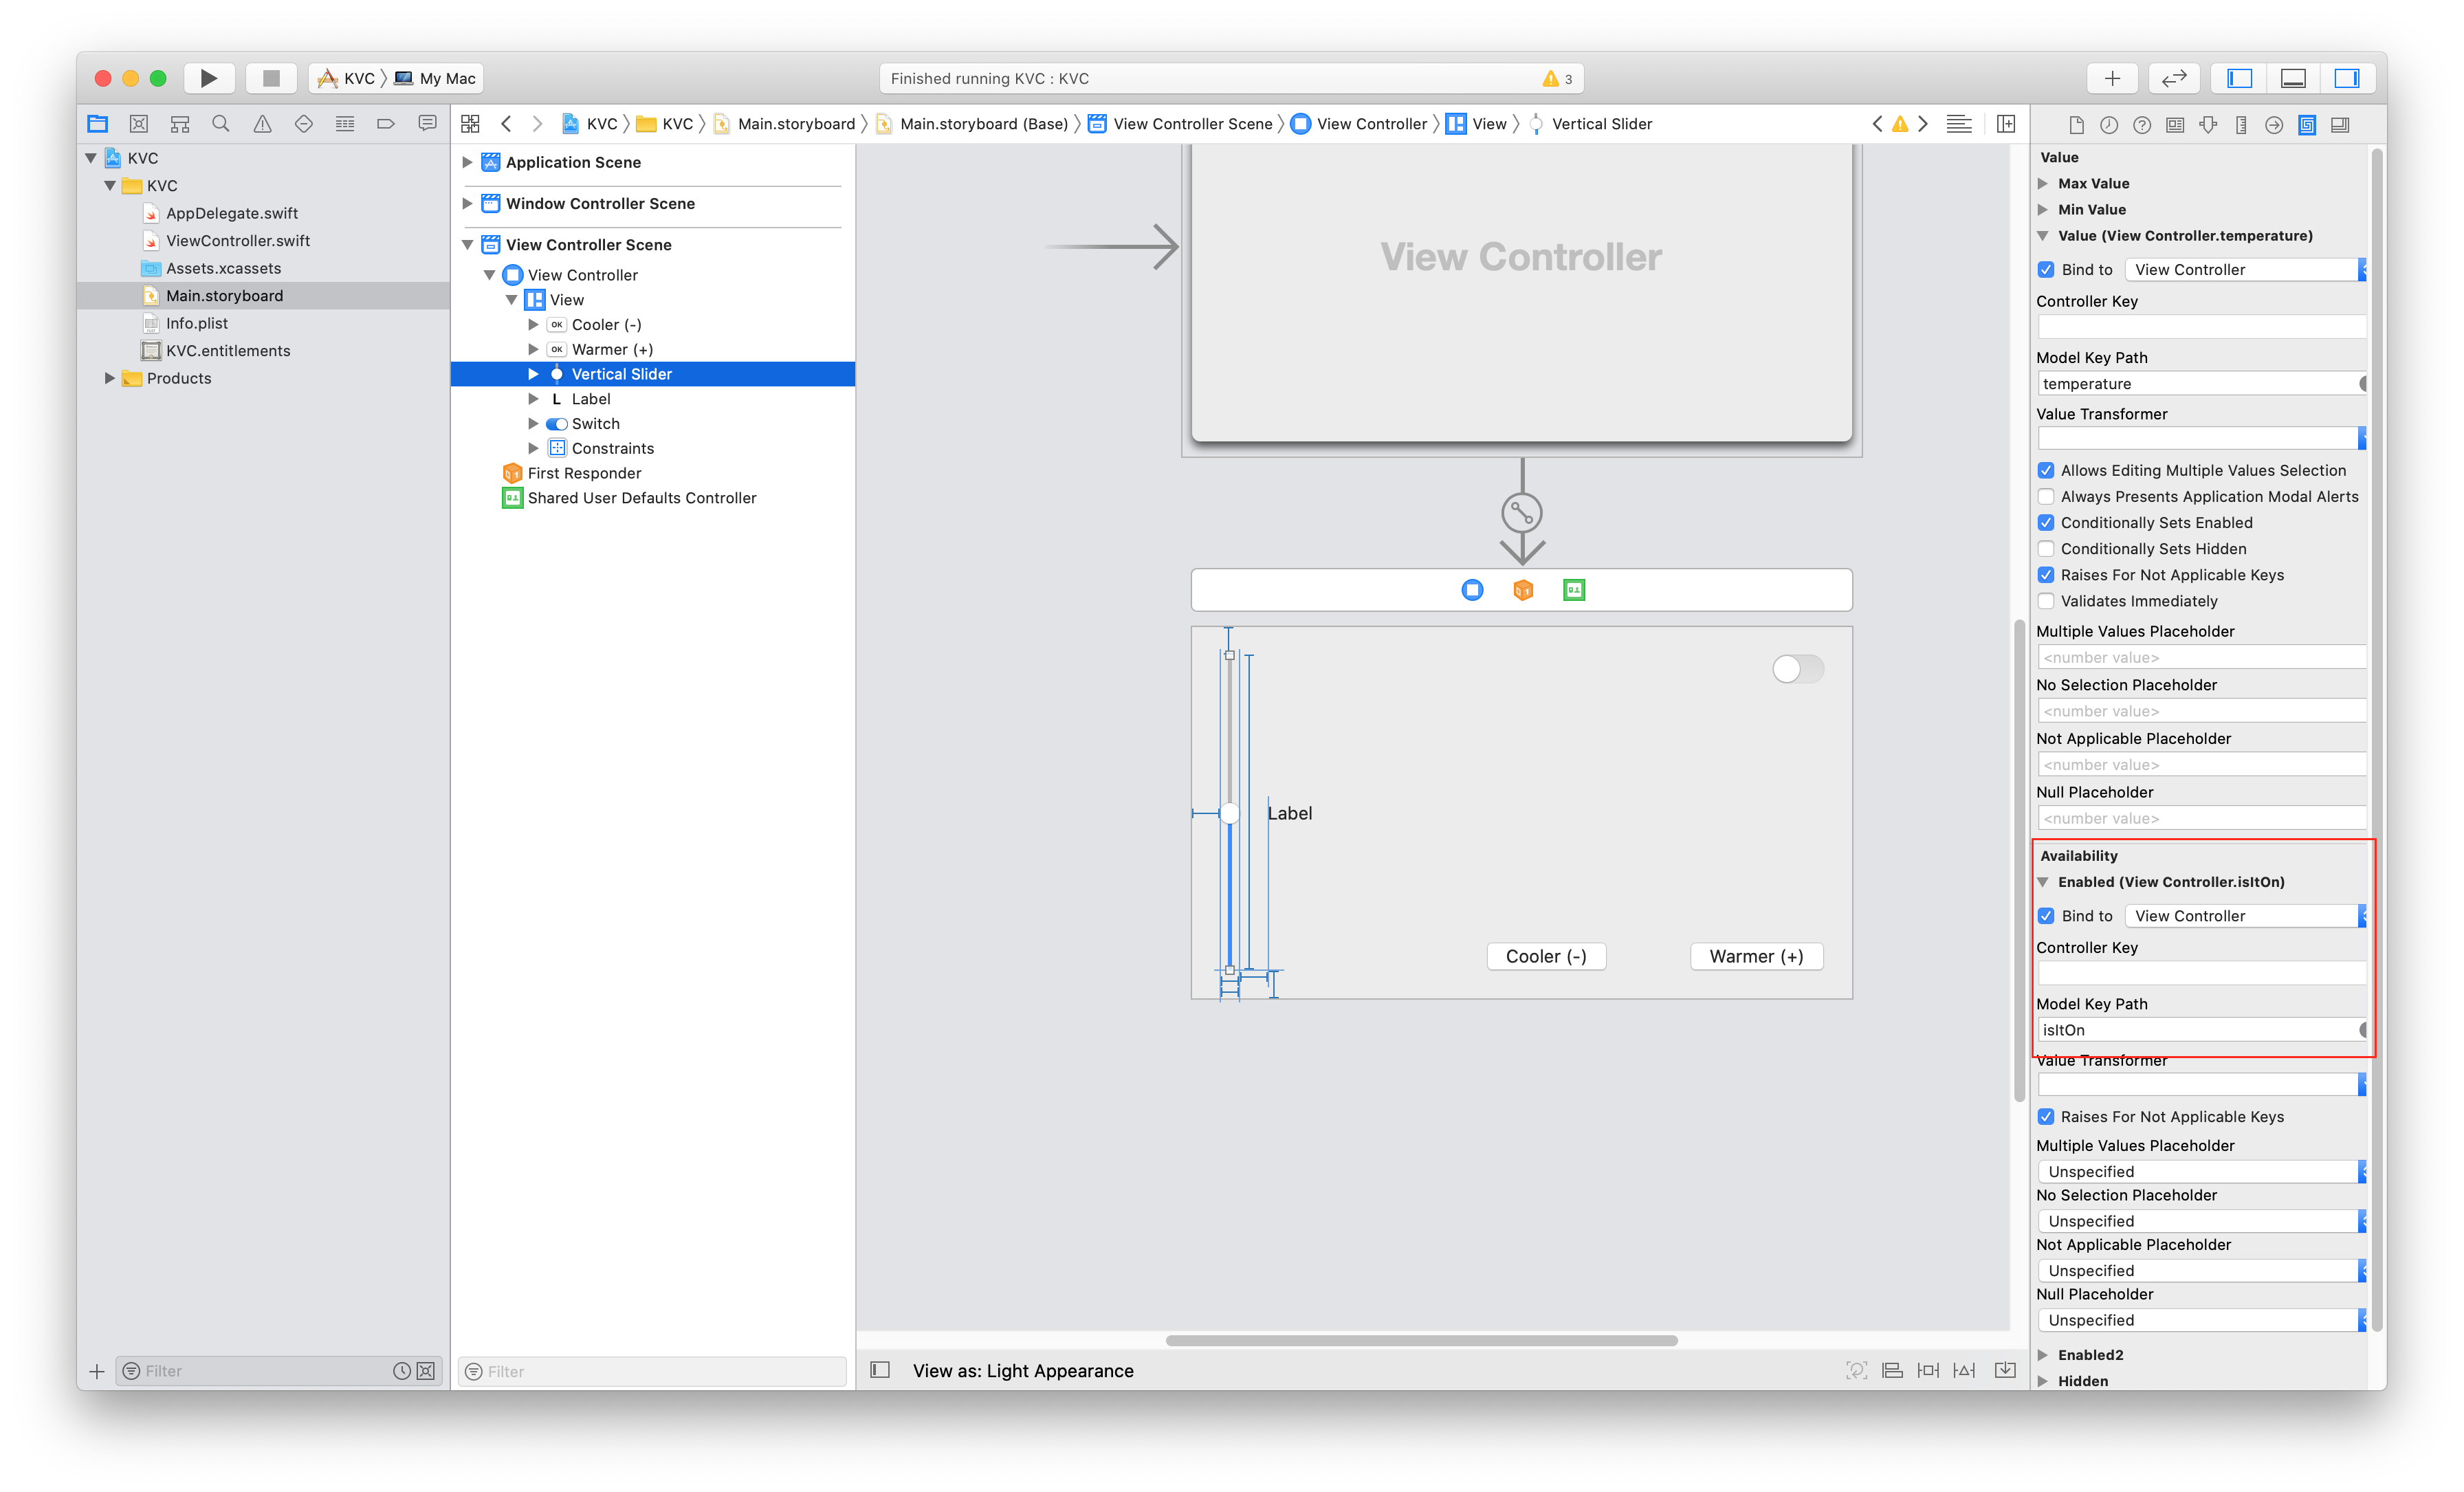 KVC
My Mac
Finished running KVC : KVC
3
KVC
KVC
Main.storyboard
Main.storyboard (Base)
View Controller Scene
View Controller
View
Vertical Slider
KVC
KVC
AppDelegate.swift
ViewController.swift
Assets.xcassets
Main.storyboard
Info.plist
KVC.entitlements
Products
Filter
Application Scene
Window Controller Scene
View Controller Scene
View Controller
View
OK Cooler (-)
OK Warmer (+)
Vertical Slider
L Label
Switch
Constraints
First Responder
Shared User Defaults Controller
Filter
View Controller
Label
Cooler (-)
Warmer (+)
View as: Light Appearance
Value
Max Value
Min Value
Value (View Controller.temperature)
Bind to View Controller
Controller Key
Model Key Path
temperature
Value Transformer
Allows Editing Multiple Values Selection
Always Presents Application Modal Alerts
Conditionally Sets Enabled
Conditionally Sets Hidden
Raises For Not Applicable Keys
Validates Immediately
Multiple Values Placeholder
<number value>
No Selection Placeholder
<number value>
Not Applicable Placeholder
<number value>
Null Placeholder
<number value>
Availability
Enabled (View Controller.isItOn)
Bind to View Controller
Controller Key
Model Key Path
isItOn
Value Transformer
Raises For Not Applicable Keys
Multiple Values Placeholder
Unspecified
No Selection Placeholder
Unspecified
Not Applicable Placeholder
Unspecified
Null Placeholder
Unspecified
Enabled2
Hidden